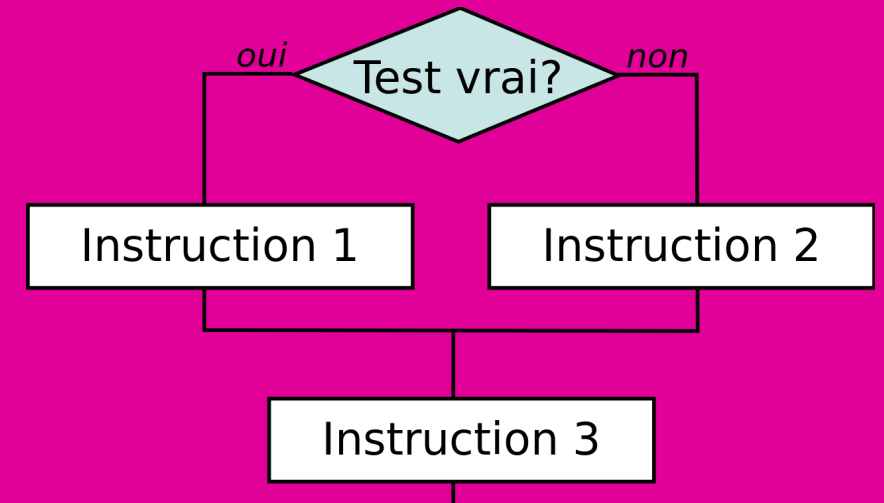 oui
Test vrai?
non
Instruction 1
Instruction 2
Instruction 3